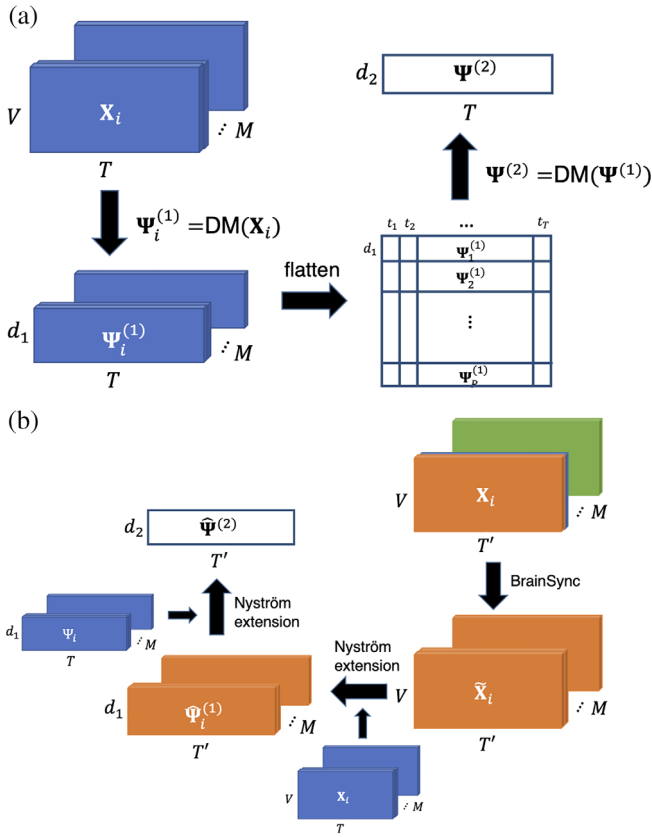 (a)
V
X_i
⋮ M
T
Ψ_i^(1) =DM(X_i)
d_1
Ψ_i^(1)
⋮ M
T
flatten
d_2
Ψ^(2)
T
Ψ^(2) =DM(Ψ^(1))
t_1 t_2 ... t_T
d_1
Ψ_1^(1)
Ψ_2^(1)
⋮
Ψ_P^(1)
(b)
V
X_i
⋮ M
T'
BrainSync
V
X̃_i
⋮ M
T'
Nyström
extension
V
X_i
⋮ M
T
d_1
Ψ̂_i^(1)
⋮ M
T'
Nyström
extension
d_1
Ψ_i
⋮ M
T
d_2
Ψ̂^(2)
T'